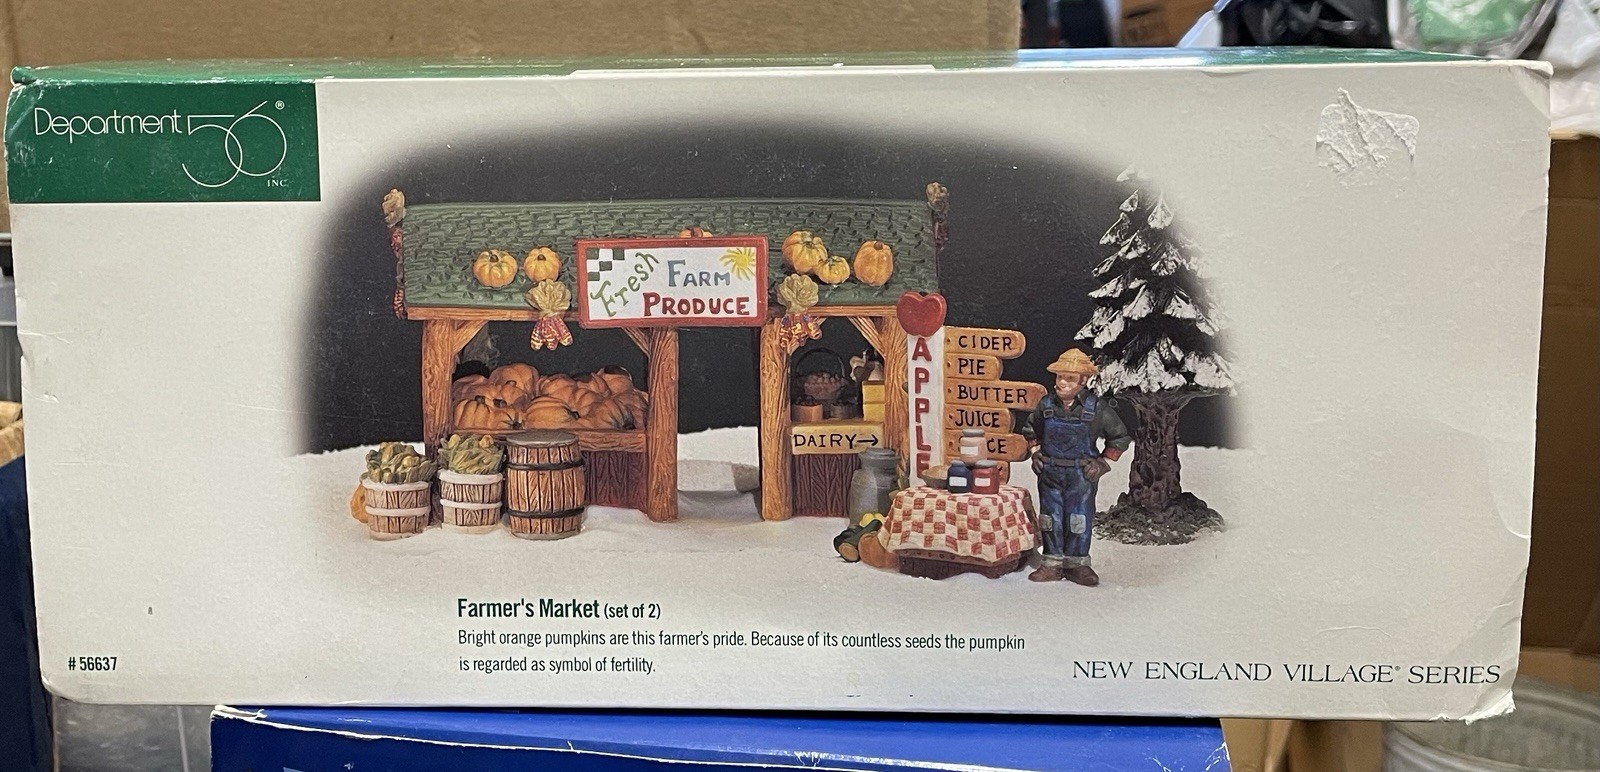 Department 56®
INC.
Fresh FARM
PRODUCE
APPLE
CIDER
PIE
BUTTER
JUICE
DAIRY→
Farmer's Market (set of 2)
Bright orange pumpkins are this farmer's pride. Because of its countless seeds the pumpkin
is regarded as symbol of fertility.
# 56637
NEW ENGLAND VILLAGE® SERIES